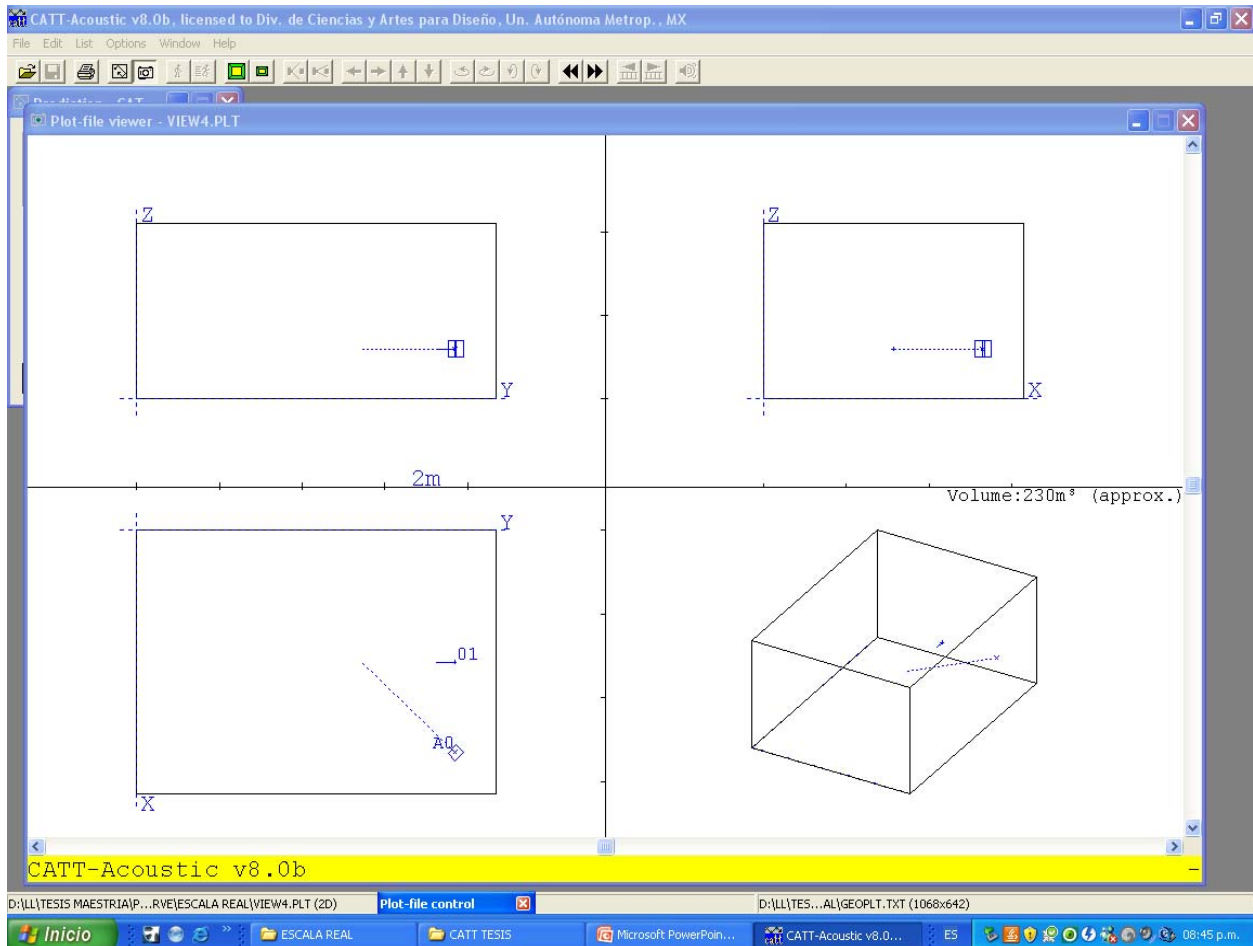 CATT-Acoustic v8.0b, licensed to Div. de Ciencias y Artes para Diseño, Un. Autónoma Metrop., MX
File Edit List Options Window Help
Plot-file viewer - VIEW4.PLT
Z
Z
Y
X
2m
Volume:230m³ (approx.)
Y
01
A0
X
CATT-Acoustic v8.0b
D:\LL\TESIS MAESTRIA\P...RVE\ESCALA REAL\VIEW4.PLT (2D)
Plot-file control
D:\LL\TES...AL\GEOPLT.TXT (1068x642)
Inicio
ESCALA REAL
CATT TESIS
Microsoft PowerPoin...
CATT-Acoustic v8.0...
ES
08:45 p.m.